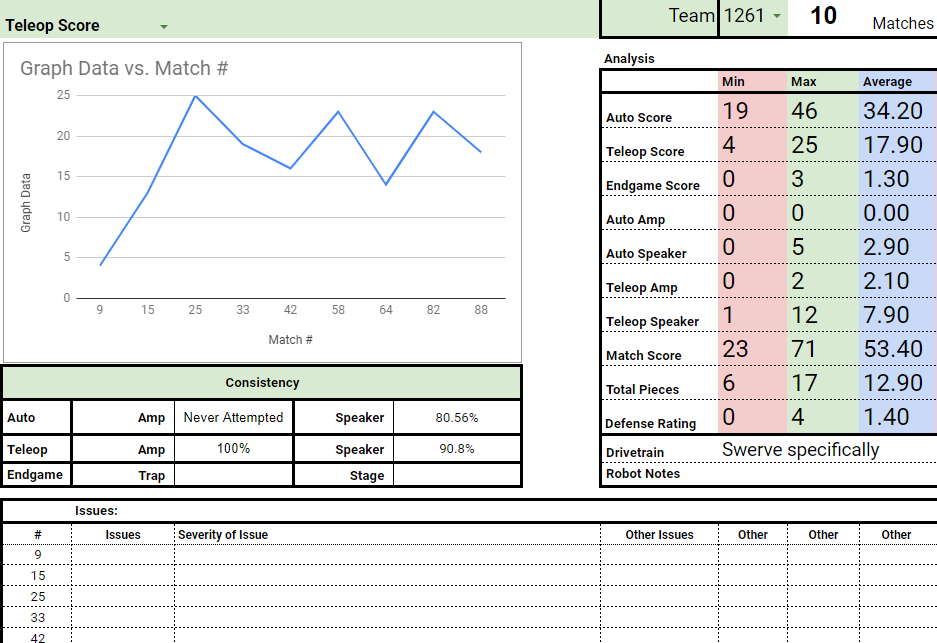 Teleop Score
Team 1261 10 Matches
Graph Data vs. Match #
25
20
15
10
5
0
Graph Data
9 15 25 33 42 58 64 82 88
Match #
Analysis
Min Max Average
Auto Score 19 46 34.20
Teleop Score 4 25 17.90
Endgame Score 0 3 1.30
Auto Amp 0 0 0.00
Auto Speaker 0 5 2.90
Teleop Amp 0 2 2.10
Teleop Speaker 1 12 7.90
Match Score 23 71 53.40
Total Pieces 6 17 12.90
Defense Rating 0 4 1.40
Drivetrain Swerve specifically
Robot Notes
Consistency
Auto Amp Never Attempted Speaker 80.56%
Teleop Amp 100% Speaker 90.8%
Endgame Trap Stage
Issues:
# Issues Severity of Issue Other Issues Other Other Other
9
15
25
33
42